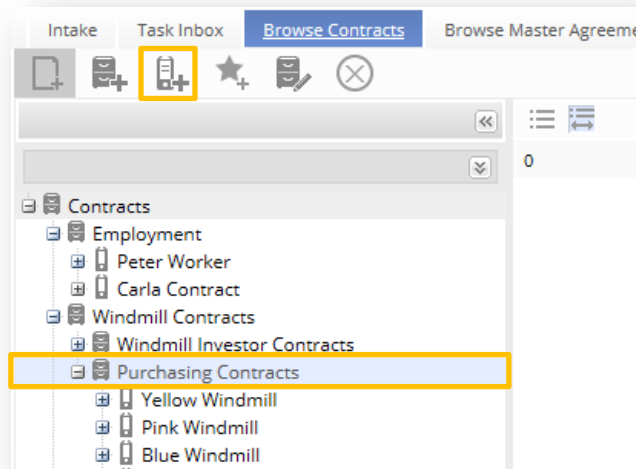 Intake Task Inbox Browse Contracts Browse Master Agreeme
0
Contracts
Employment
Peter Worker
Carla Contract
Windmill Contracts
Windmill Investor Contracts
Purchasing Contracts
Yellow Windmill
Pink Windmill
Blue Windmill